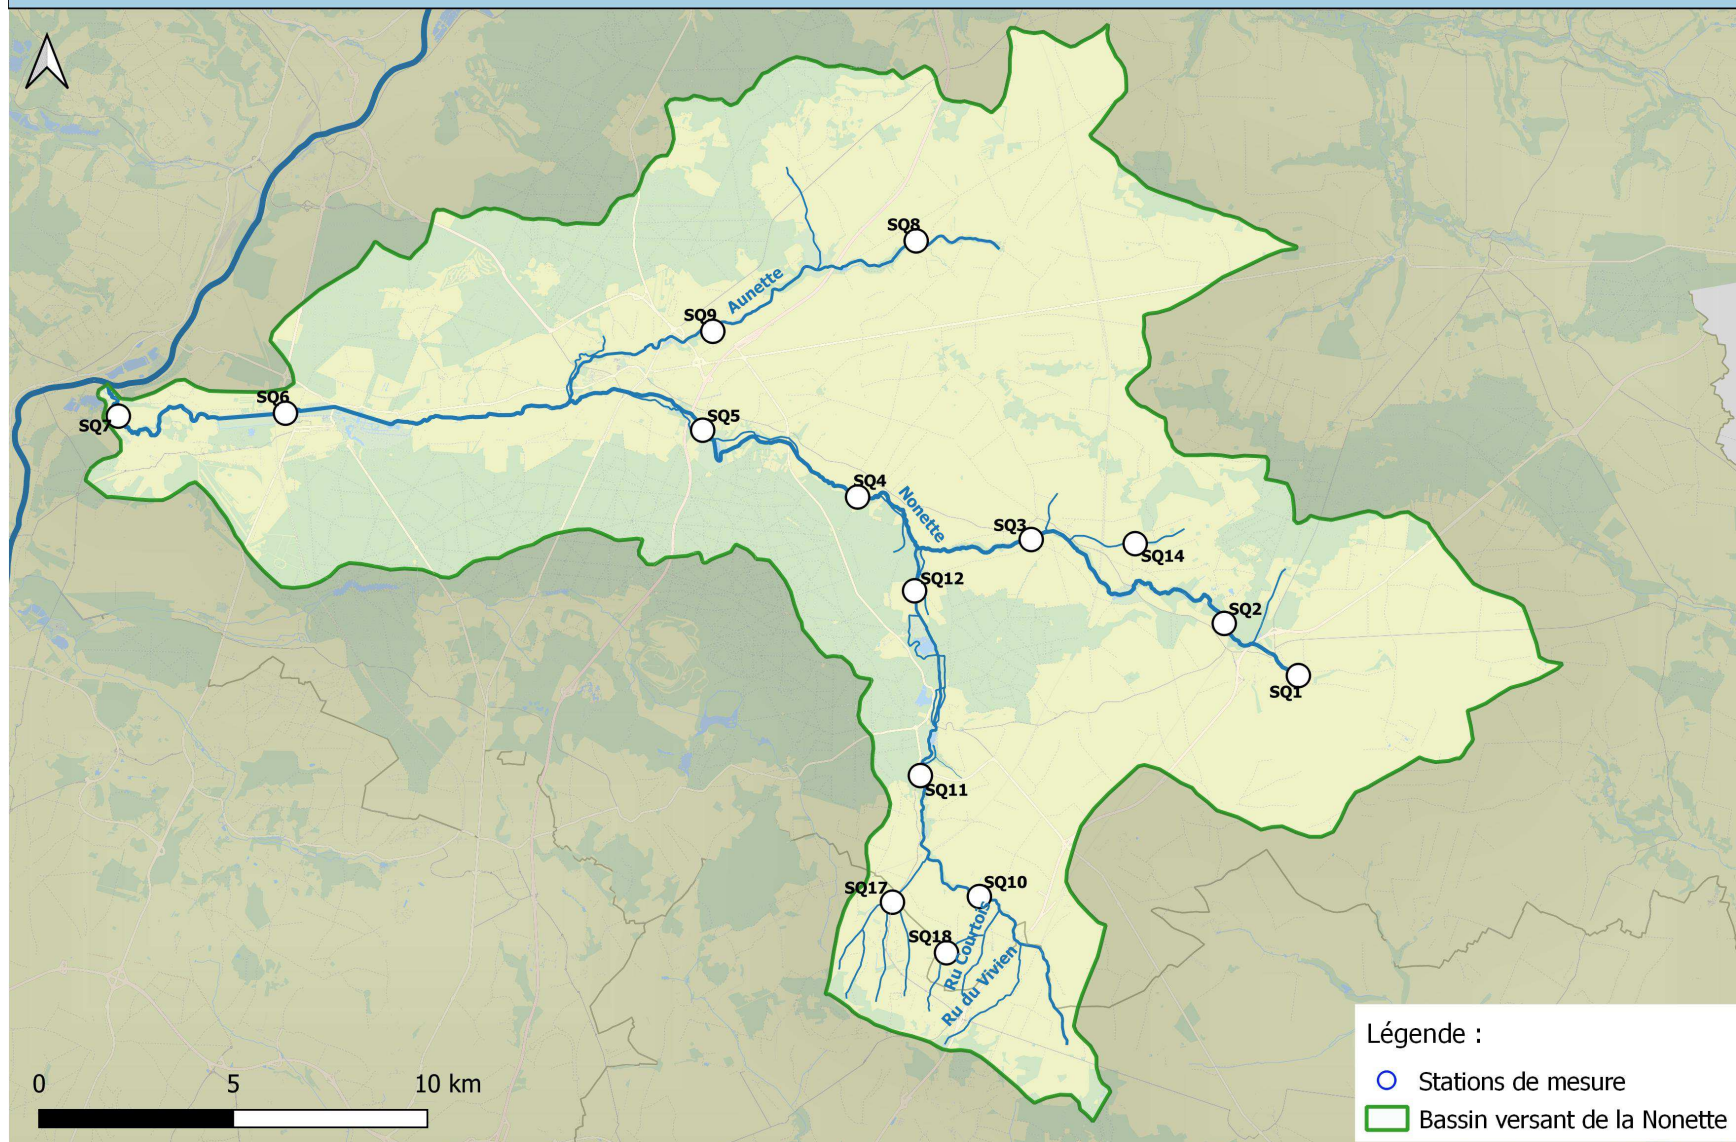 SQ8
Aunette
SQ9
SQ6
SQ7
SQ5
SQ4
Nonette
SQ3
SQ14
SQ12
SQ2
SQ1
SQ11
SQ17
SQ10
SQ18
Ru Courtois
Ru du Vivien
0 5 10 km
Légende :
Stations de mesure
Bassin versant de la Nonette